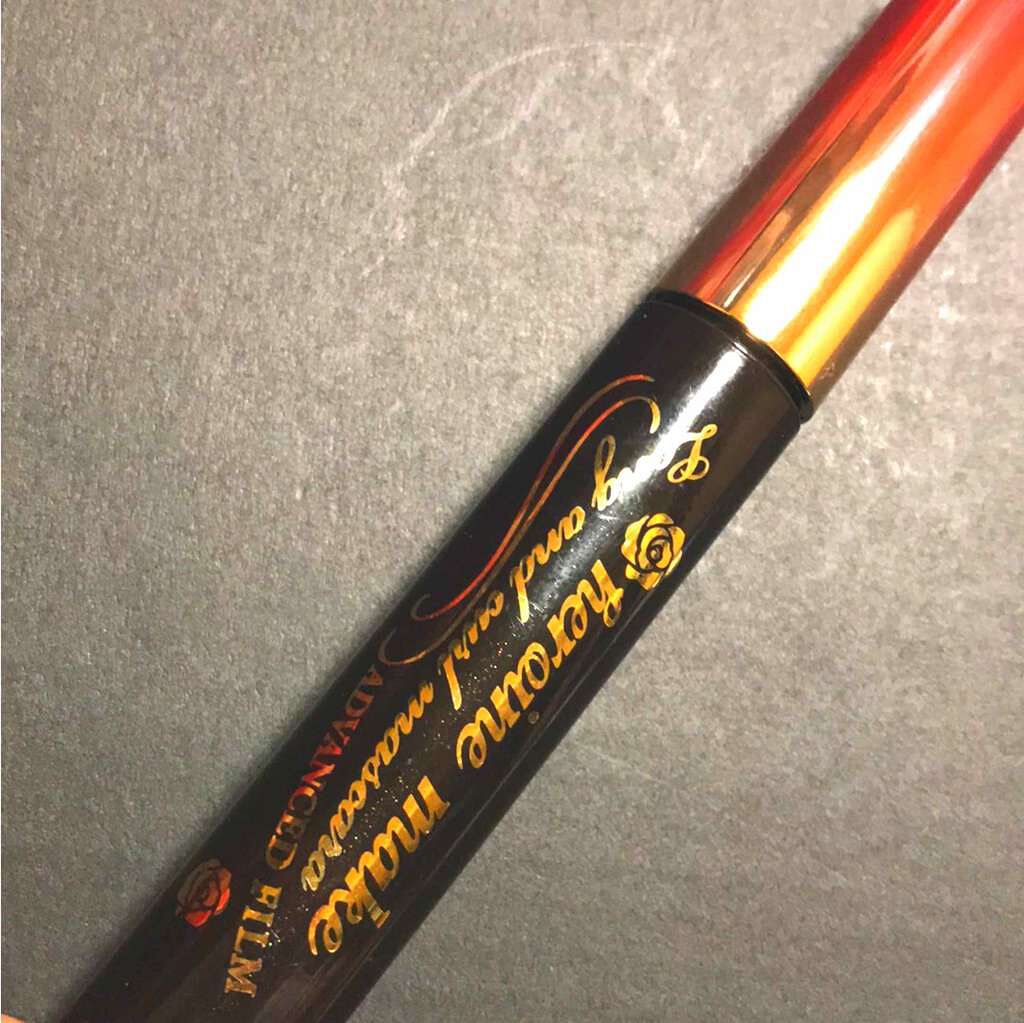 heroine make
Long and curl mascara
ADVANCED FILM